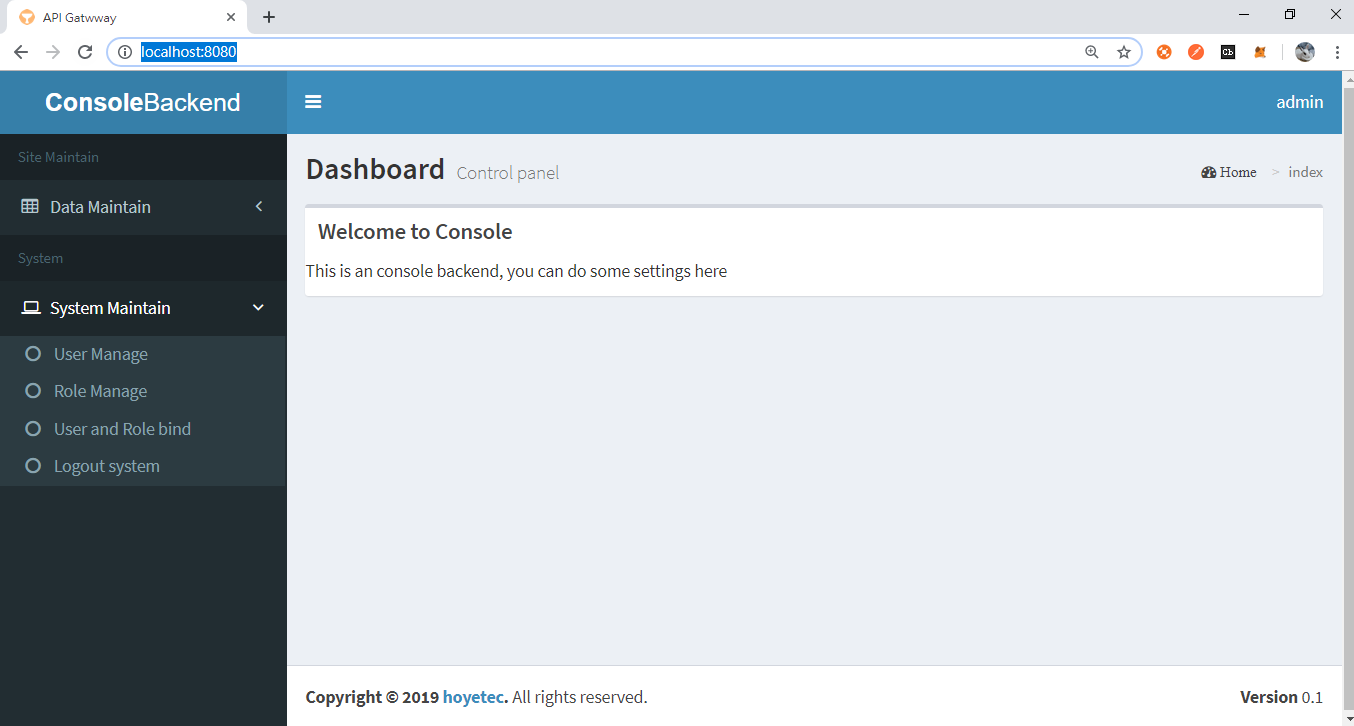 API Gatwway
localhost:8080
ConsoleBackend
admin
Site Maintain
Data Maintain
System
System Maintain
User Manage
Role Manage
User and Role bind
Logout system
Dashboard Control panel
Home > index
Welcome to Console
This is an console backend, you can do some settings here
Copyright © 2019 hoyetec. All rights reserved.
Version 0.1